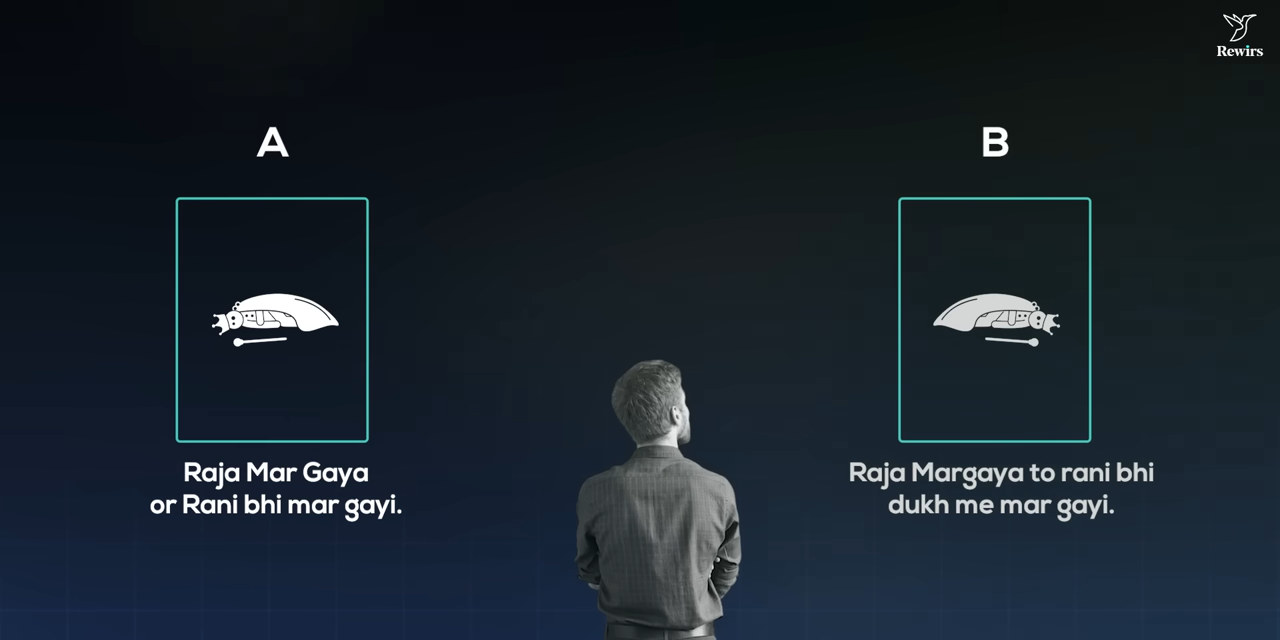 Rewirs
A
B
Raja Mar Gaya
or Rani bhi mar gayi.
Raja Margaya to rani bhi
dukh me mar gayi.